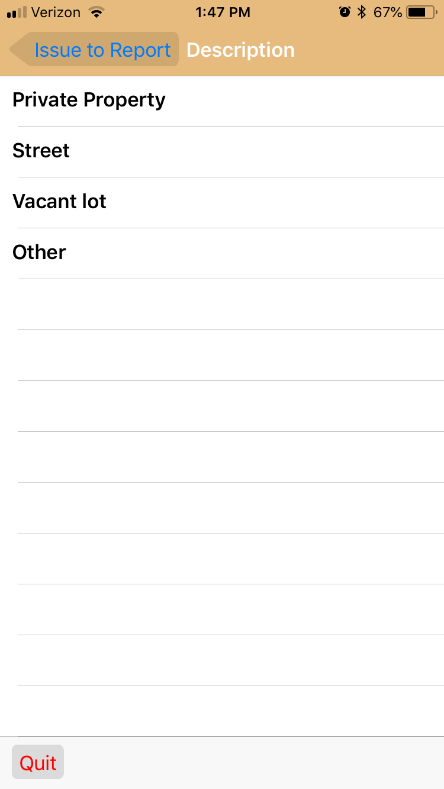 Verizon 1:47 PM 67%
Issue to Report Description
Private Property
Street
Vacant lot
Other
Quit